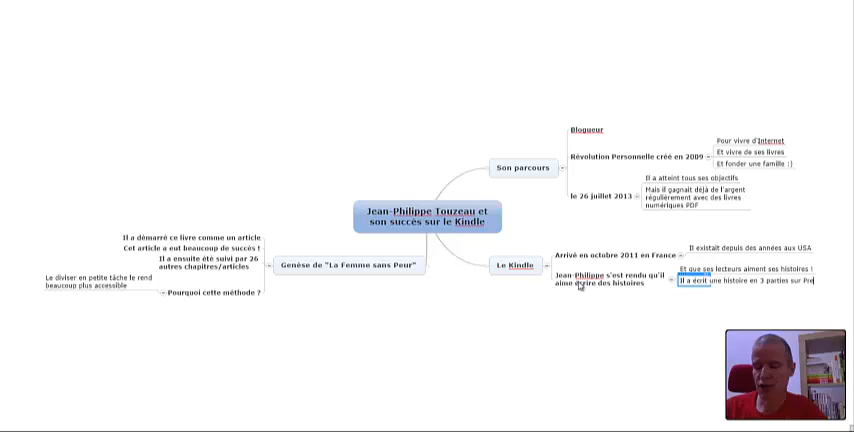 Jean-Philippe Touzeau et
son succès sur le Kindle
Son parcours
Blogueur
Révolution Personnelle créé en 2009
Pour vivre d'Internet
Et vivre de ses livres
Et fonder une famille :)
le 26 juillet 2013
Il a atteint tous ses objectifs
Mais il gagnait déjà de l'argent
régulièrement avec des livres
numériques PDF
Le Kindle
Arrivé en octobre 2011 en France
Il existait depuis des années aux USA
Jean-Philippe s'est rendu qu'il
aime écrire des histoires
Et que ses lecteurs aiment ses histoires !
Il a écrit une histoire en 3 parties sur Pre
Genèse de "La Femme sans Peur"
Il a démarré ce livre comme un article
Cet article a eut beaucoup de succès !
Il a ensuite été suivi par 26
autres chapitres/articles
Pourquoi cette méthode ?
Le diviser en petite tâche le rend
beaucoup plus accessible